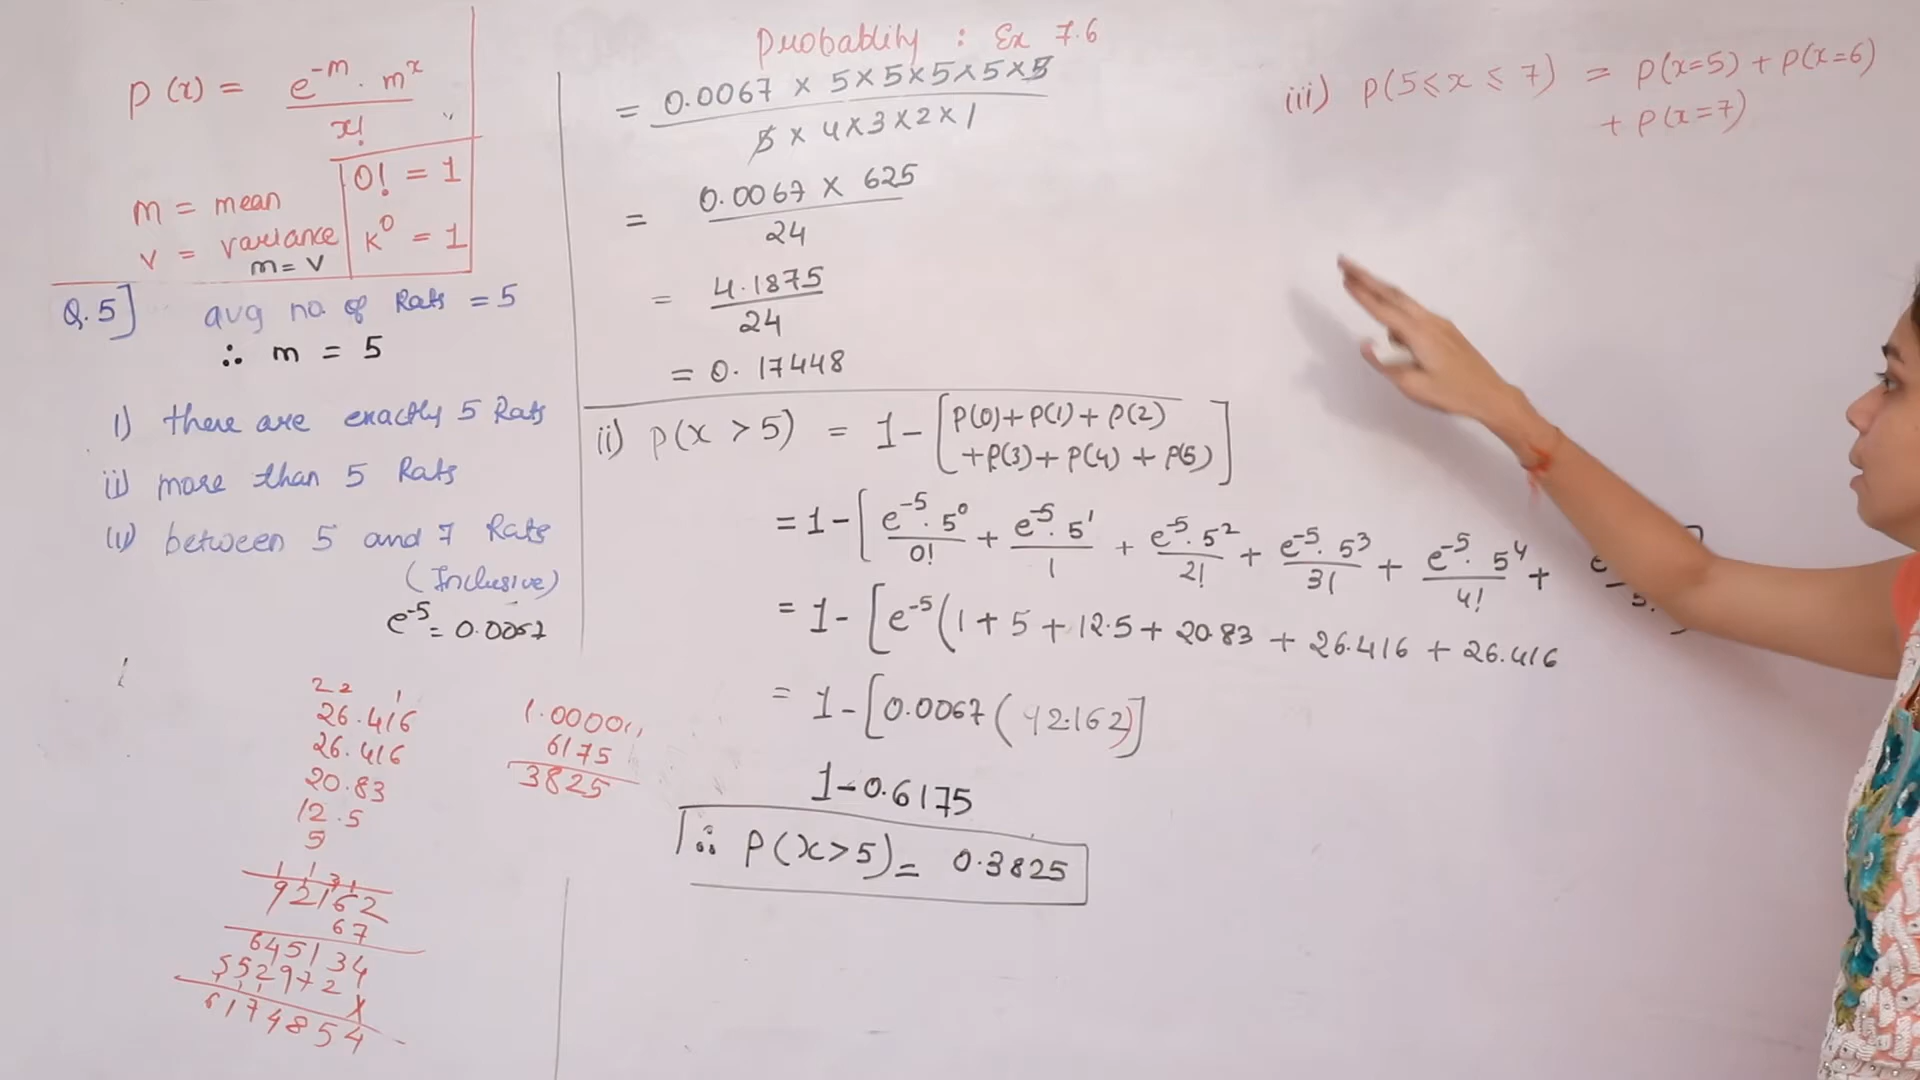 Probablity : Ex 7.6
P(x) = e^-m . m^x / x!
m = mean
v = variance
m = v
0! = 1
k^0 = 1
Q.5] avg no. of Rats = 5
∴ m = 5
i) there are exactly 5 Rats
ii) more than 5 Rats
between 5 and 7 Rats
(Inclusive)
e^-5 = 0.0067
2 2 1
26.416
26.416
20.83
12.5
5
92162
67
645134
552972x
6174854
1.0000
6175
3825
= 0.0067 × 5×5×5×5×5 / 5×4×3×2×1
= 0.0067 × 625 / 24
= 4.1875 / 24
= 0.17448
ii) P(x > 5) = 1-[P(0)+P(1)+P(2)
+P(3)+P(4)+P(5)]
= 1-[e^-5. 5^0 / 0! + e^-5. 5^1 / 1 + e^-5. 5^2 / 2! + e^-5. 5^3 / 3! + e^-5. 5^4 / 4! +
= 1-[e^-5(1+5+12.5+20.83+26.416+26.416
= 1-[0.0067(92.162)]
1-0.6175
∴ P(x>5) = 0.3825
iii) P(5≤x≤7) = P(x=5)+P(x=6)
+P(x=7)